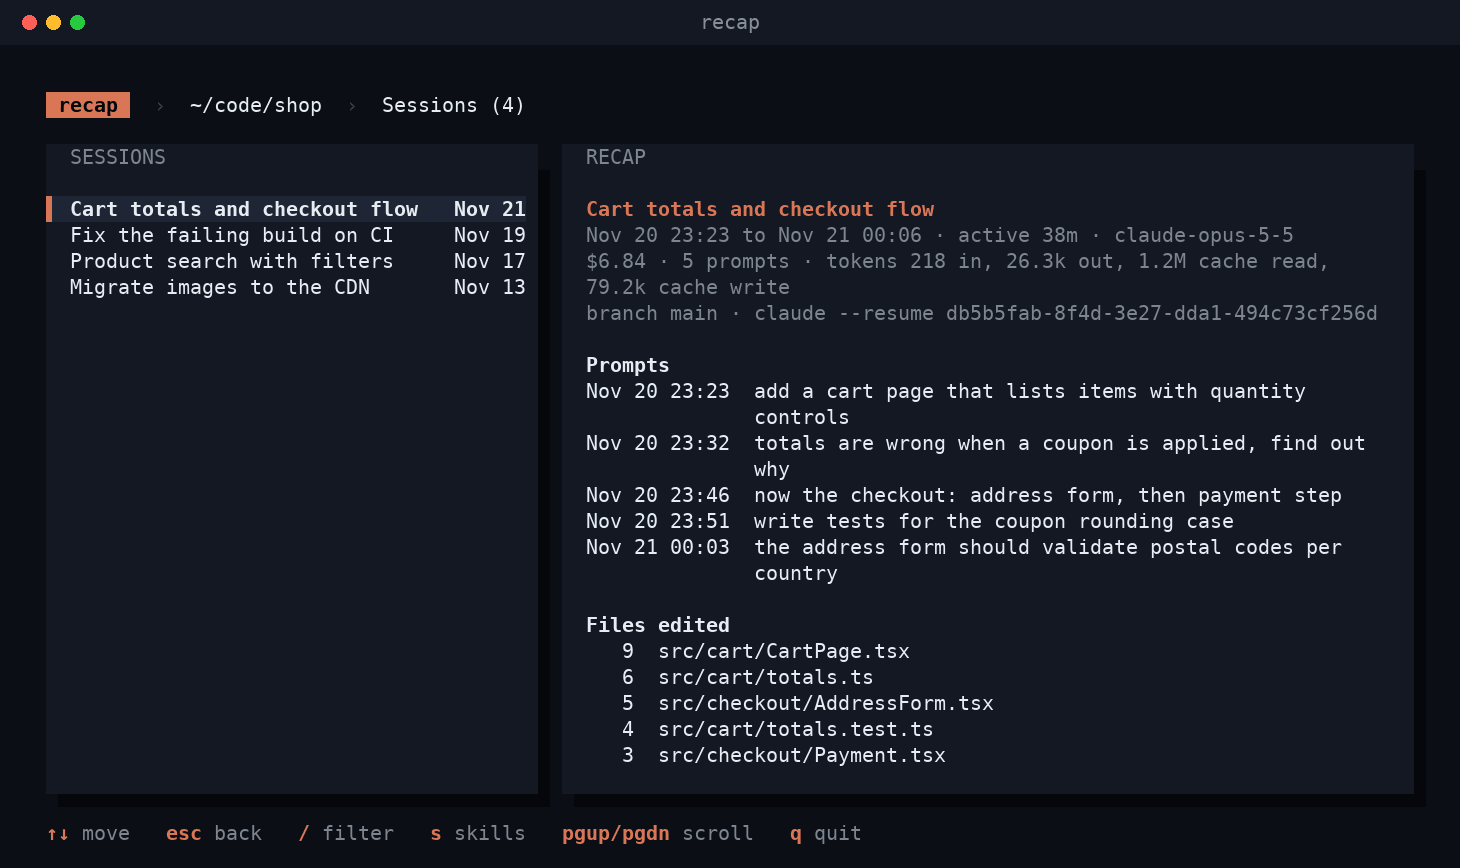 recap
recap › ~/code/shop › Sessions (4)
SESSIONS
Cart totals and checkout flow Nov 21
Fix the failing build on CI Nov 19
Product search with filters Nov 17
Migrate images to the CDN Nov 13
RECAP
Cart totals and checkout flow
Nov 20 23:23 to Nov 21 00:06 · active 38m · claude-opus-5-5
$6.84 · 5 prompts · tokens 218 in, 26.3k out, 1.2M cache read,
79.2k cache write
branch main · claude --resume db5b5fab-8f4d-3e27-dda1-494c73cf256d
Prompts
Nov 20 23:23 add a cart page that lists items with quantity
controls
Nov 20 23:32 totals are wrong when a coupon is applied, find out
why
Nov 20 23:46 now the checkout: address form, then payment step
Nov 20 23:51 write tests for the coupon rounding case
Nov 21 00:03 the address form should validate postal codes per
country
Files edited
9 src/cart/CartPage.tsx
6 src/cart/totals.ts
5 src/checkout/AddressForm.tsx
4 src/cart/totals.test.ts
3 src/checkout/Payment.tsx
↑↓ move esc back / filter s skills pgup/pgdn scroll q quit